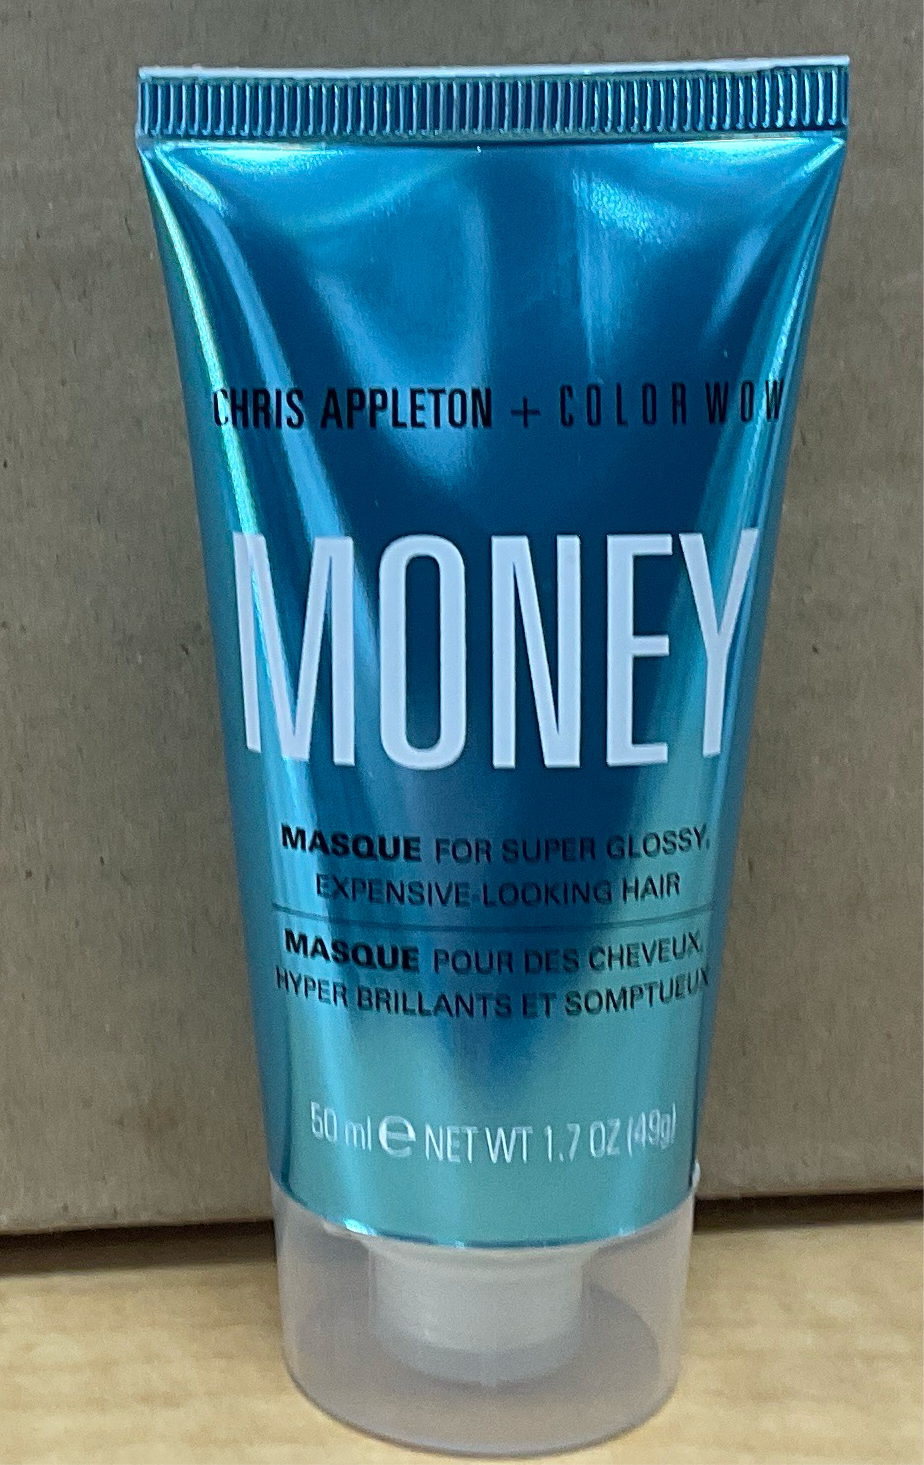 CHRIS APPLETON + COLOR WOW
MONEY
MASQUE FOR SUPER GLOSSY,
EXPENSIVE-LOOKING HAIR
MASQUE POUR DES CHEVEUX,
HYPER BRILLANTS ET SOMPTUEUX
50 ml ℮ NET WT 1.7 OZ (49g)